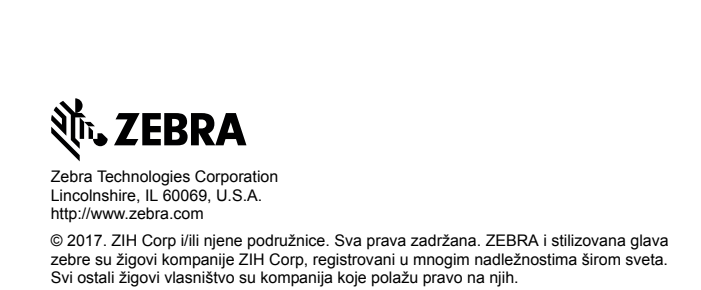 ZEBRA
Zebra Technologies Corporation
Lincolnshire, IL 60069, U.S.A.
http://www.zebra.com
© 2017. ZIH Corp i/ili njene podružnice. Sva prava zadržana. ZEBRA i stilizovana glava
zebre su žigovi kompanije ZIH Corp, registrovani u mnogim nadležnostima širom sveta.
Svi ostali žigovi vlasništvo su kompanija koje polažu pravo na njih.